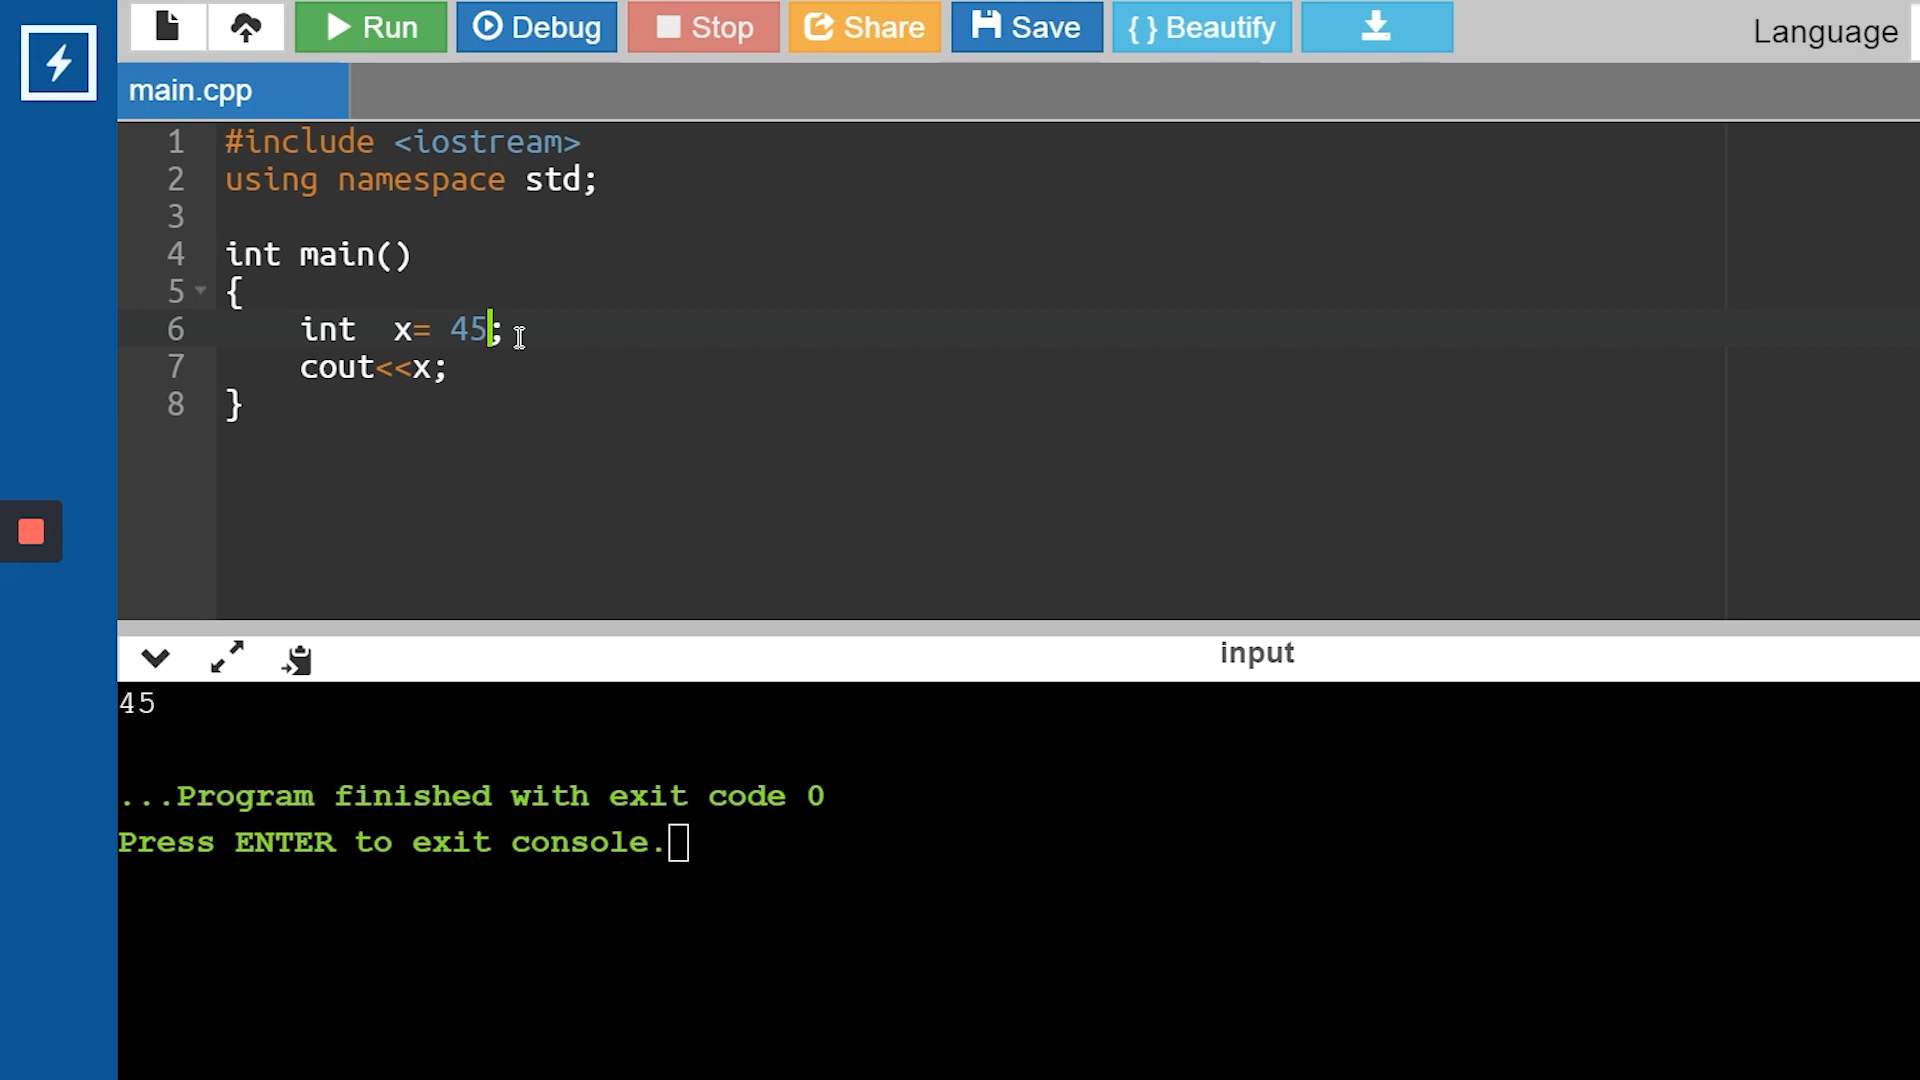 Run Debug Stop Share Save { } Beautify Language
main.cpp
1 #include <iostream>
2 using namespace std;
3
4 int main()
5 {
6     int  x= 45;
7     cout<<x;
8 }
input
45
...Program finished with exit code 0
Press ENTER to exit console.